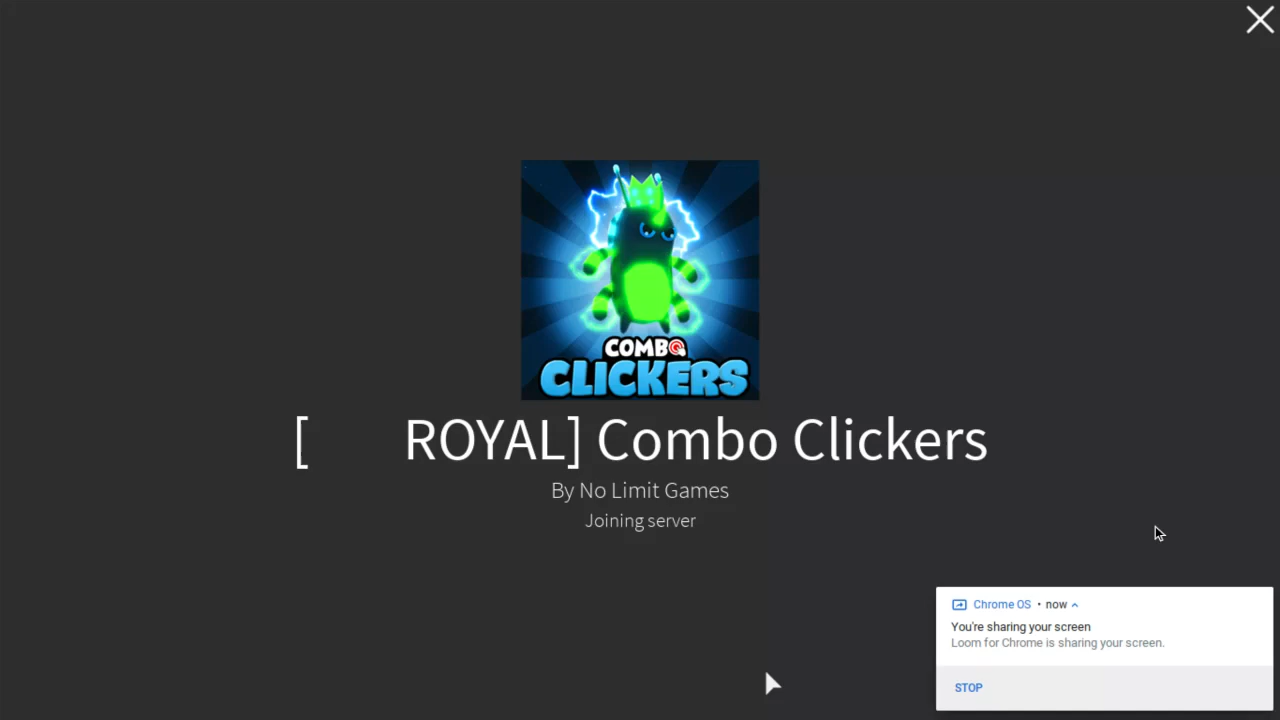 COMBO
CLICKERS
[ ROYAL] Combo Clickers
By No Limit Games
Joining server
Chrome OS • now
You're sharing your screen
Loom for Chrome is sharing your screen.
STOP